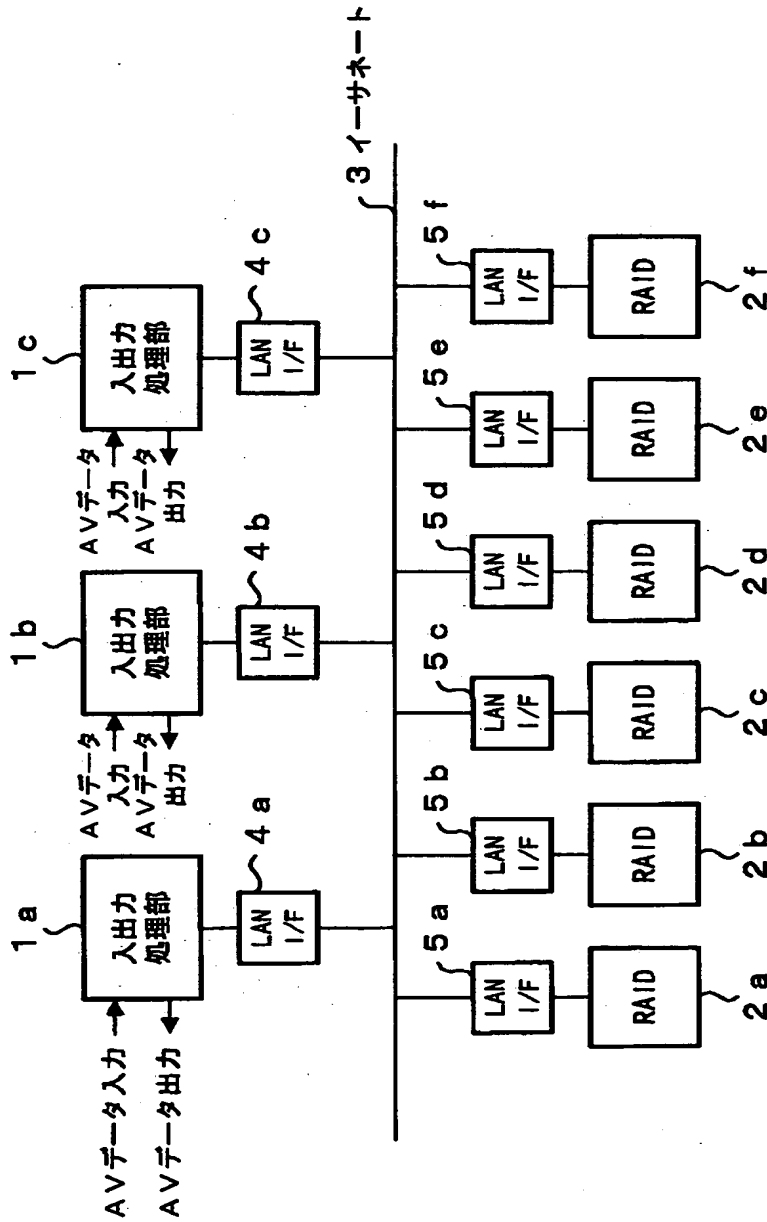 1a
1b
1c
AVデータ入力
AVデータ出力
入出力
処理部
AVデータ
入力
AVデータ
出力
入出力
処理部
AVデータ
入力
AVデータ
出力
入出力
処理部
4a
4b
4c
LAN
I/F
LAN
I/F
LAN
I/F
3 イーサネート
5a
5b
5c
5d
5e
5f
LAN
I/F
LAN
I/F
LAN
I/F
LAN
I/F
LAN
I/F
LAN
I/F
RAID
RAID
RAID
RAID
RAID
RAID
2a
2b
2c
2d
2e
2f